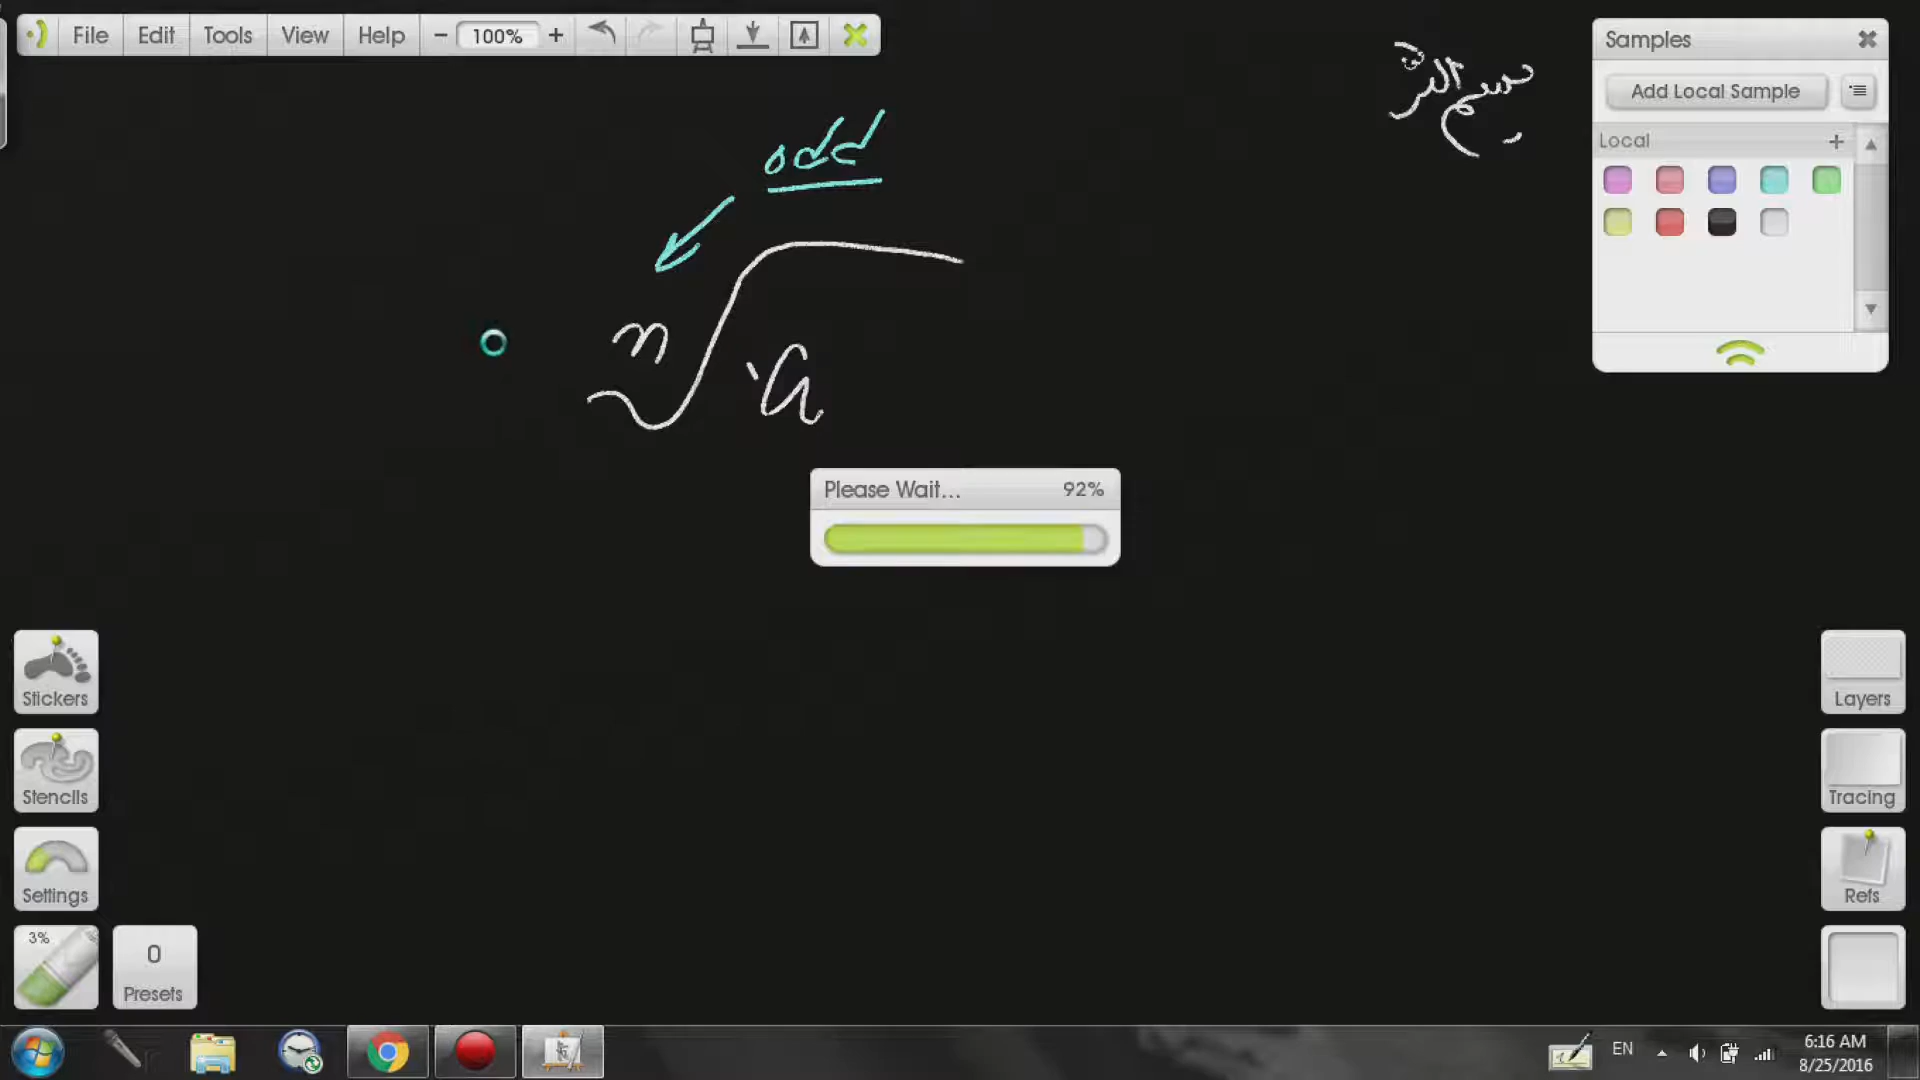 File Edit Tools View Help − 100% +
بسم الله
Samples
Add Local Sample
Local +
odd
n
a
Please Wait... 92%
Stickers
Layers
Stencils
Tracing
Settings
Refs
3%
0
Presets
EN
6:16 AM
8/25/2016